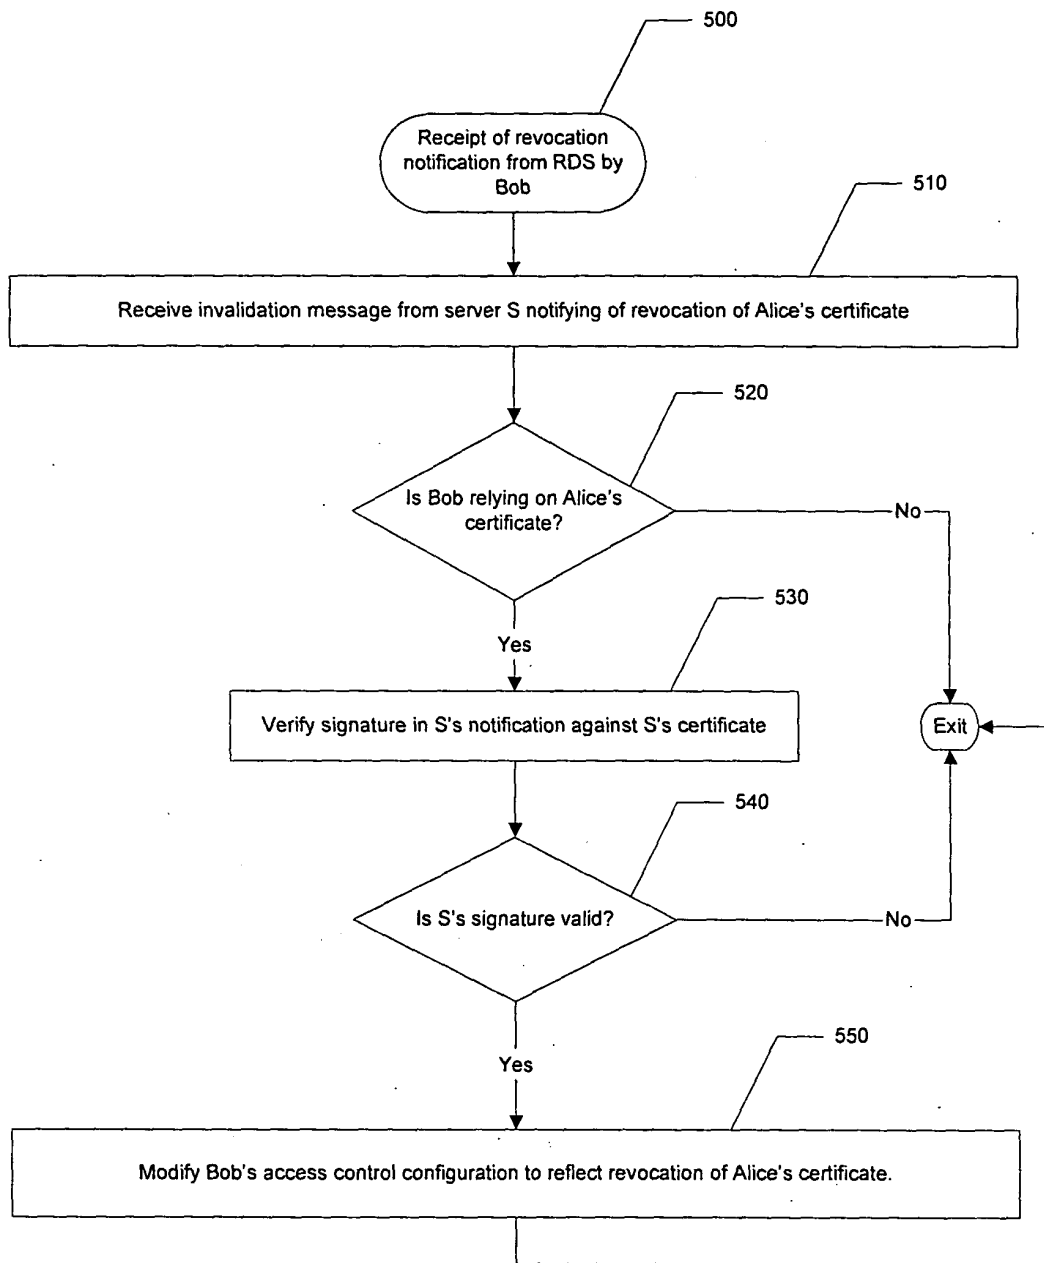 500
Receipt of revocation
notification from RDS by
Bob
510
Receive invalidation message from server S notifying of revocation of Alice's certificate
520
Is Bob relying on Alice's
certificate?
No
530
Yes
Verify signature in S's notification against S's certificate
Exit
540
Is S's signature valid?
No
550
Yes
Modify Bob's access control configuration to reflect revocation of Alice's certificate.